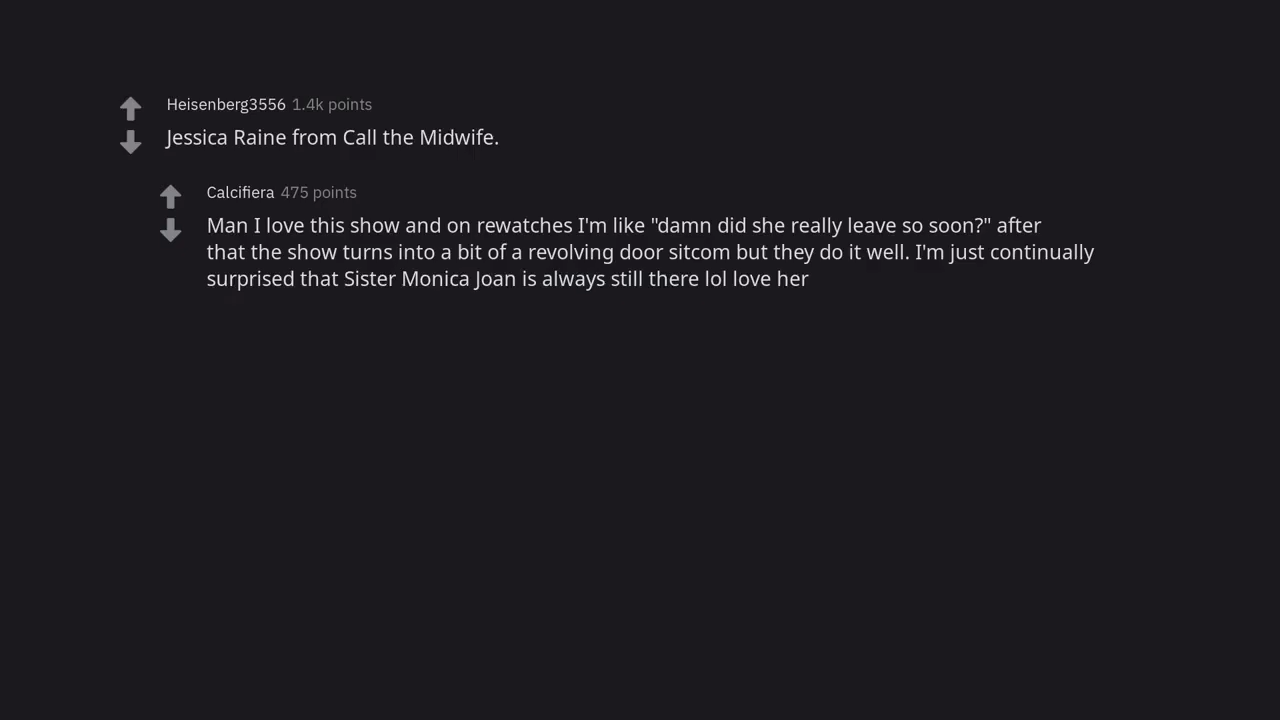 Heisenberg3556 1.4k points
Jessica Raine from Call the Midwife.
Calcifiera 475 points
Man I love this show and on rewatches I'm like "damn did she really leave so soon?" after
that the show turns into a bit of a revolving door sitcom but they do it well. I'm just continually
surprised that Sister Monica Joan is always still there lol love her